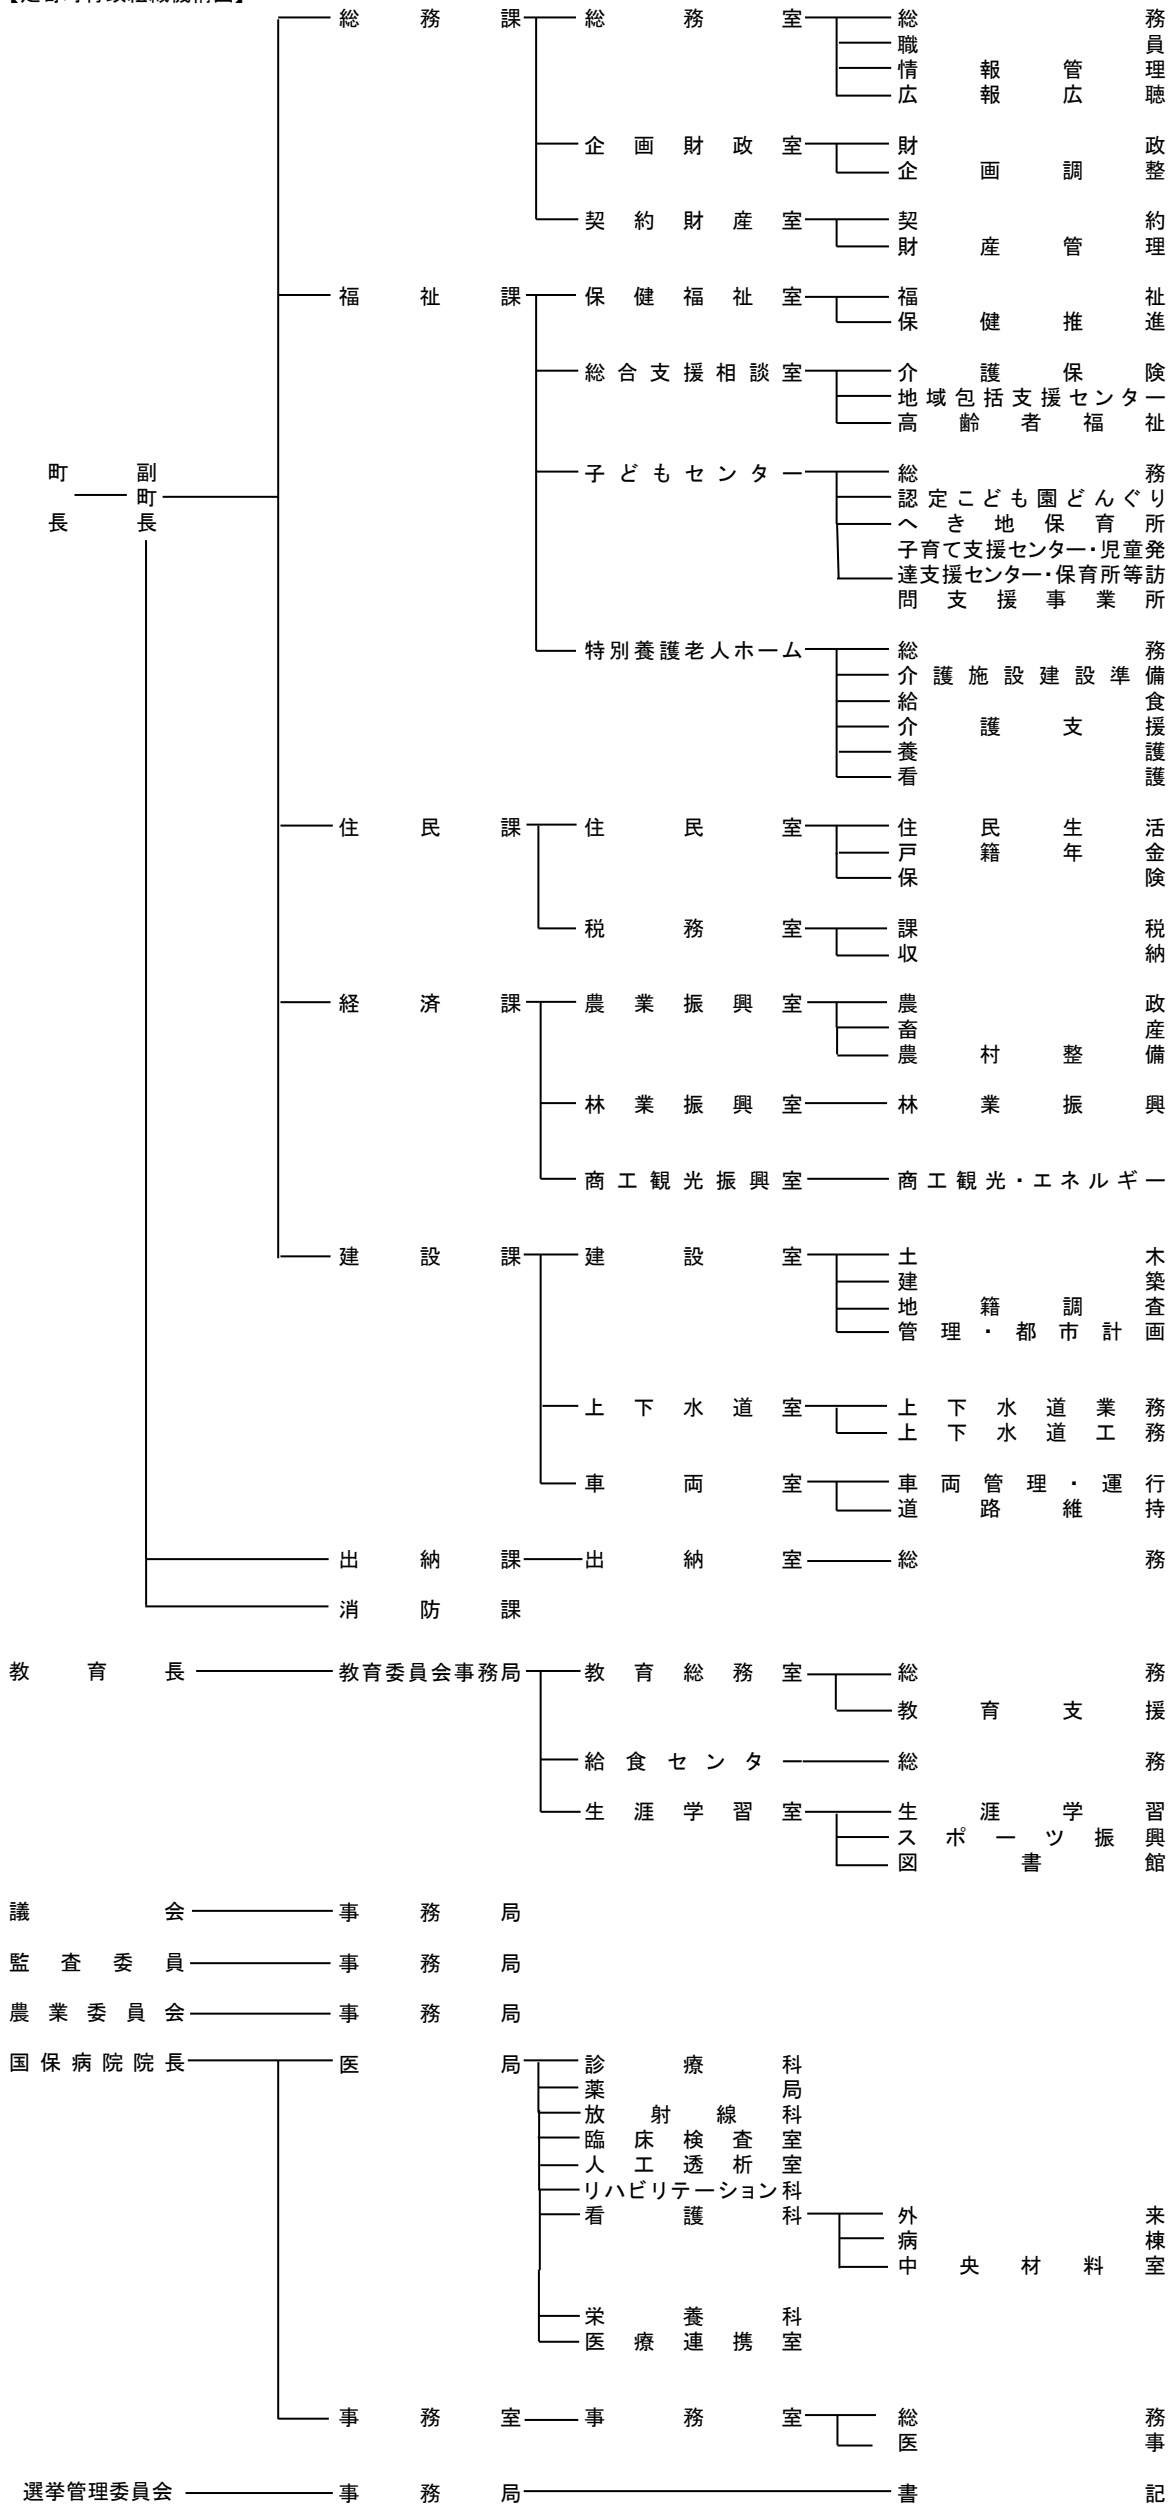 総務課 総務室 総務
職員
情報管理
広報広聴
企画財政室 財政
企画調整
契約財産室 契約
財産管理
福祉課 保健福祉室 福祉
保健推進
総合支援相談室 介護保険
地域包括支援センター
高齢者福祉
町長 副町長
子どもセンター 総務
認定こども園どんぐり
へき地保育所
子育て支援センター・児童発
達支援センター・保育所等訪
問支援事業所
特別養護老人ホーム 総務
介護施設建設準備
給食
介護支援
養護
看護
住民課 住民室 住民生活
戸籍年金
保険
税務室 課税
収納
経済課 農業振興室 農政
畜産
農村整備
林業振興室 林業振興
商工観光振興室 商工観光・エネルギー
建設課 建設室 土木
建築
地籍調査
管理・都市計画
上下水道室 上下水道業務
上下水道工務
車両室 車両管理・運行
道路維持
出納課 出納室 総務
消防課
教育長 教育委員会事務局 教育総務室 総務
教育支援
給食センター 総務
生涯学習室 生涯学習
スポーツ振興
図書館
議会 事務局
監査委員 事務局
農業委員会 事務局
国保病院院長 医局 診療科
薬局
放射線科
臨床検査室
人工透析室
リハビリテーション科
看護科 外来
病棟
中央材料室
栄養科
医療連携室
事務室 事務室 総務
医事
選挙管理委員会 事務局 書記